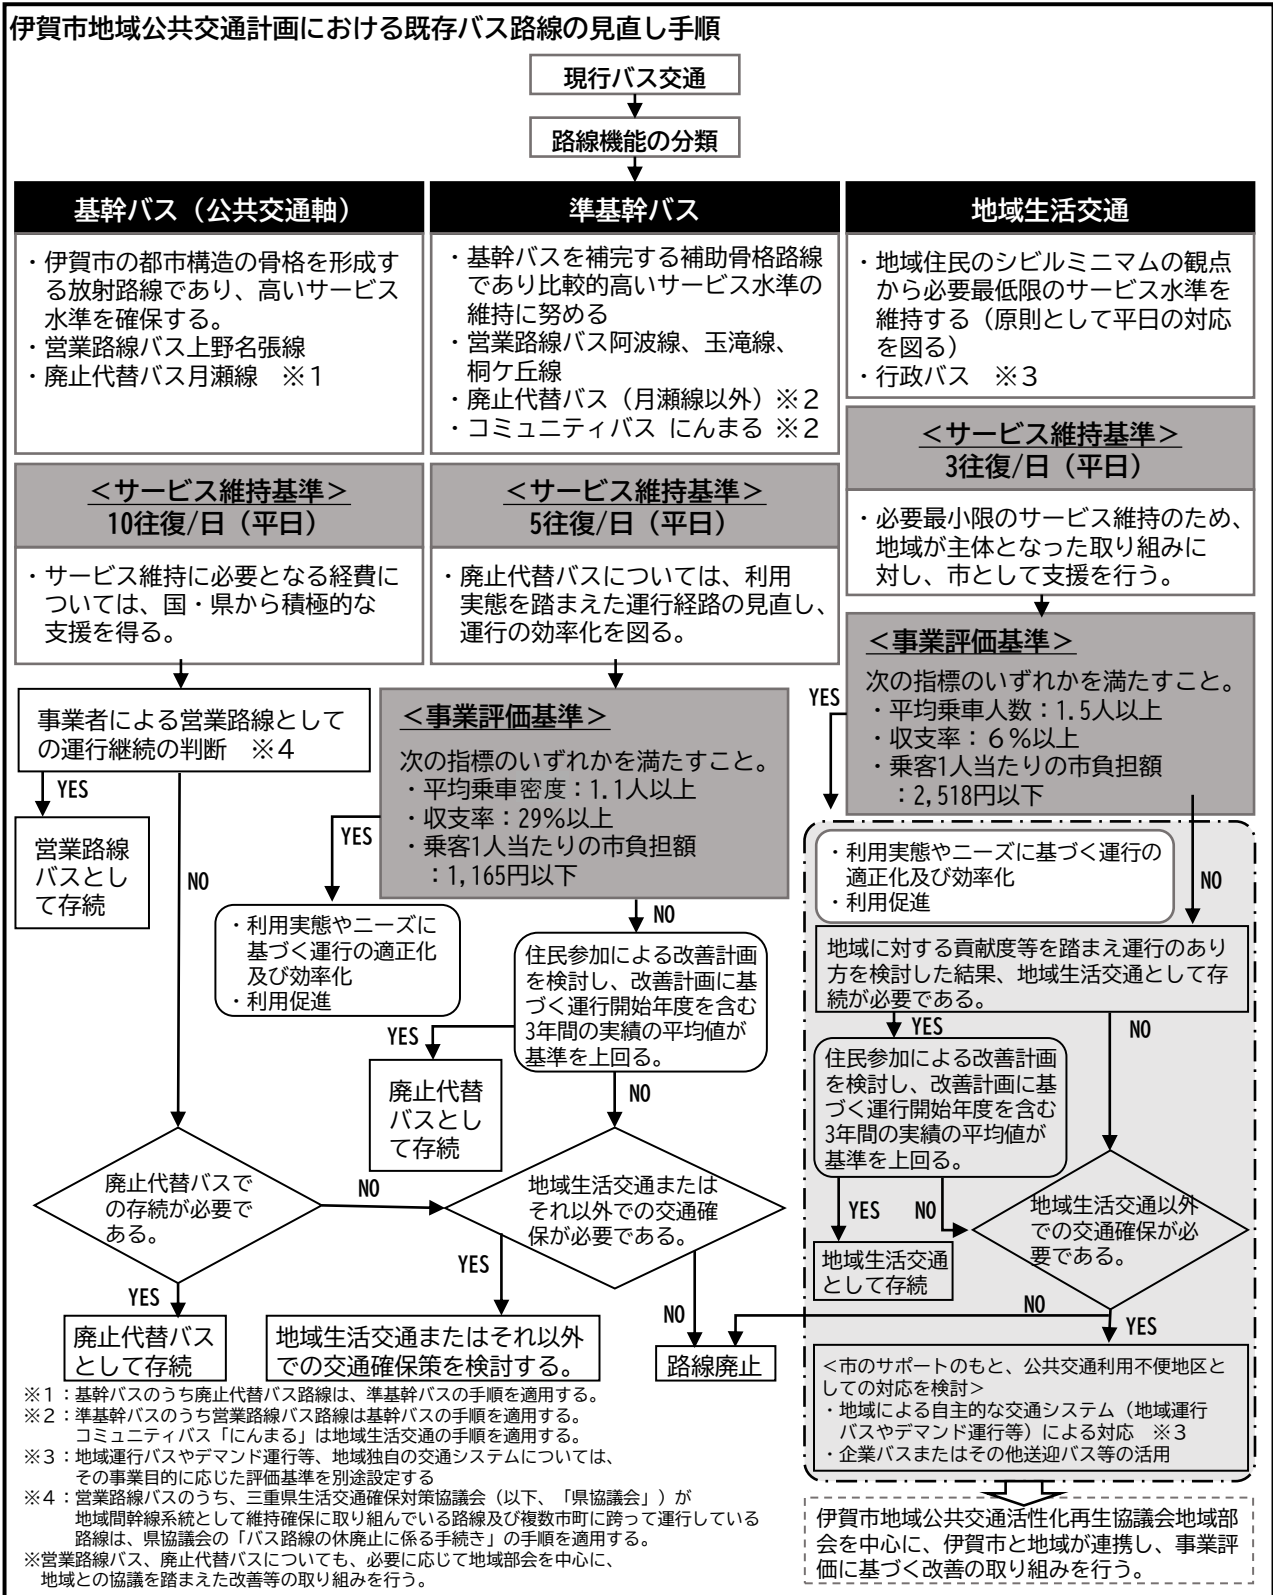 伊賀市地域公共交通計画における既存バス路線の見直し手順
現行バス交通
路線機能の分類
基幹バス（公共交通軸）
・伊賀市の都市構造の骨格を形成す
る放射路線であり、高いサービス
水準を確保する。
・営業路線バス上野名張線
・廃止代替バス月瀬線　※１
＜サービス維持基準＞
10往復/日（平日）
・サービス維持に必要となる経費に
ついては、国・県から積極的な
支援を得る。
事業者による営業路線として
の運行継続の判断　※４
YES
営業路線
バスとし
て存続
NO
廃止代替バスで
の存続が必要で
ある。
NO
YES
廃止代替バス
として存続
準基幹バス
・基幹バスを補完する補助骨格路線
であり比較的高いサービス水準の
維持に努める
・営業路線バス阿波線、玉滝線、
桐ケ丘線
・廃止代替バス（月瀬線以外）※２
・コミュニティバス にんまる ※２
＜サービス維持基準＞
5往復/日（平日）
・廃止代替バスについては、利用
実態を踏まえた運行経路の見直し、
運行の効率化を図る。
＜事業評価基準＞
次の指標のいずれかを満たすこと。
・平均乗車密度：1.1人以上
・収支率：29%以上
・乗客1人当たりの市負担額
：1,165円以下
YES
・利用実態やニーズに
基づく運行の適正化
及び効率化
・利用促進
NO
住民参加による改善計画
を検討し、改善計画に基
づく運行開始年度を含む
3年間の実績の平均値が
基準を上回る。
YES
廃止代替
バスとし
て存続
NO
地域生活交通または
それ以外での交通確
保が必要である。
YES
地域生活交通またはそれ以外
での交通確保策を検討する。
NO
路線廃止
地域生活交通
・地域住民のシビルミニマムの観点
から必要最低限のサービス水準を
維持する（原則として平日の対応
を図る）
・行政バス　※３
＜サービス維持基準＞
3往復/日（平日）
・必要最小限のサービス維持のため、
地域が主体となった取り組みに
対し、市として支援を行う。
＜事業評価基準＞
次の指標のいずれかを満たすこと。
・平均乗車人数：1.5人以上
・収支率：６%以上
・乗客1人当たりの市負担額
：2,518円以下
YES
・利用実態やニーズに基づく運行の
適正化及び効率化
・利用促進
NO
地域に対する貢献度等を踏まえ運行のあり
方を検討した結果、地域生活交通として存
続が必要である。
YES
NO
住民参加による改善計画
を検討し、改善計画に基
づく運行開始年度を含む
3年間の実績の平均値が
基準を上回る。
YES
NO
地域生活交通
として存続
地域生活交通以外
での交通確保が必
要である。
NO
YES
＜市のサポートのもと、公共交通利用不便地区と
しての対応を検討＞
・地域による自主的な交通システム（地域運行
バスやデマンド運行等）による対応　※３
・企業バスまたはその他送迎バス等の活用
伊賀市地域公共交通活性化再生協議会地域部
会を中心に、伊賀市と地域が連携し、事業評
価に基づく改善の取り組みを行う。
※１：基幹バスのうち廃止代替バス路線は、準基幹バスの手順を適用する。
※２：準基幹バスのうち営業路線バス路線は基幹バスの手順を適用する。
コミュニティバス「にんまる」は地域生活交通の手順を適用する。
※３：地域運行バスやデマンド運行等、地域独自の交通システムについては、
その事業目的に応じた評価基準を別途設定する
※４：営業路線バスのうち、三重県生活交通確保対策協議会（以下、「県協議会」）が
地域間幹線系統として維持確保に取り組んでいる路線及び複数市町に跨って運行している
路線は、県協議会の「バス路線の休廃止に係る手続き」の手順を適用する。
※営業路線バス、廃止代替バスについても、必要に応じて地域部会を中心に、
地域との協議を踏まえた改善等の取り組みを行う。